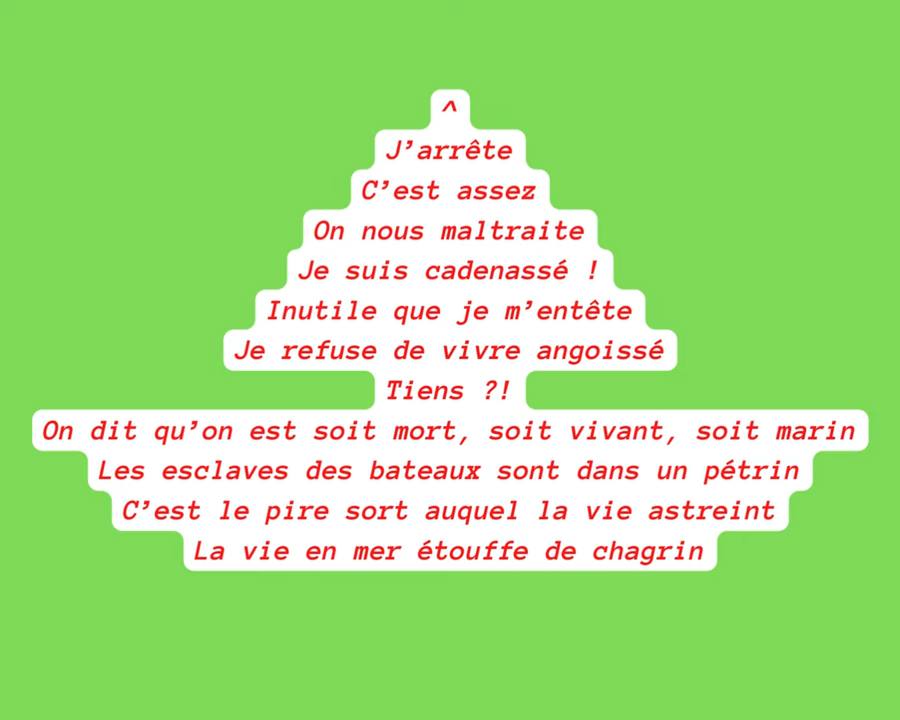 ^
J’arrête
C’est assez
On nous maltraite
Je suis cadenassé !
Inutile que je m’entête
Je refuse de vivre angoissé
Tiens ?!
On dit qu’on est soit mort, soit vivant, soit marin
Les esclaves des bateaux sont dans un pétrin
C’est le pire sort auquel la vie astreint
La vie en mer étouffe de chagrin